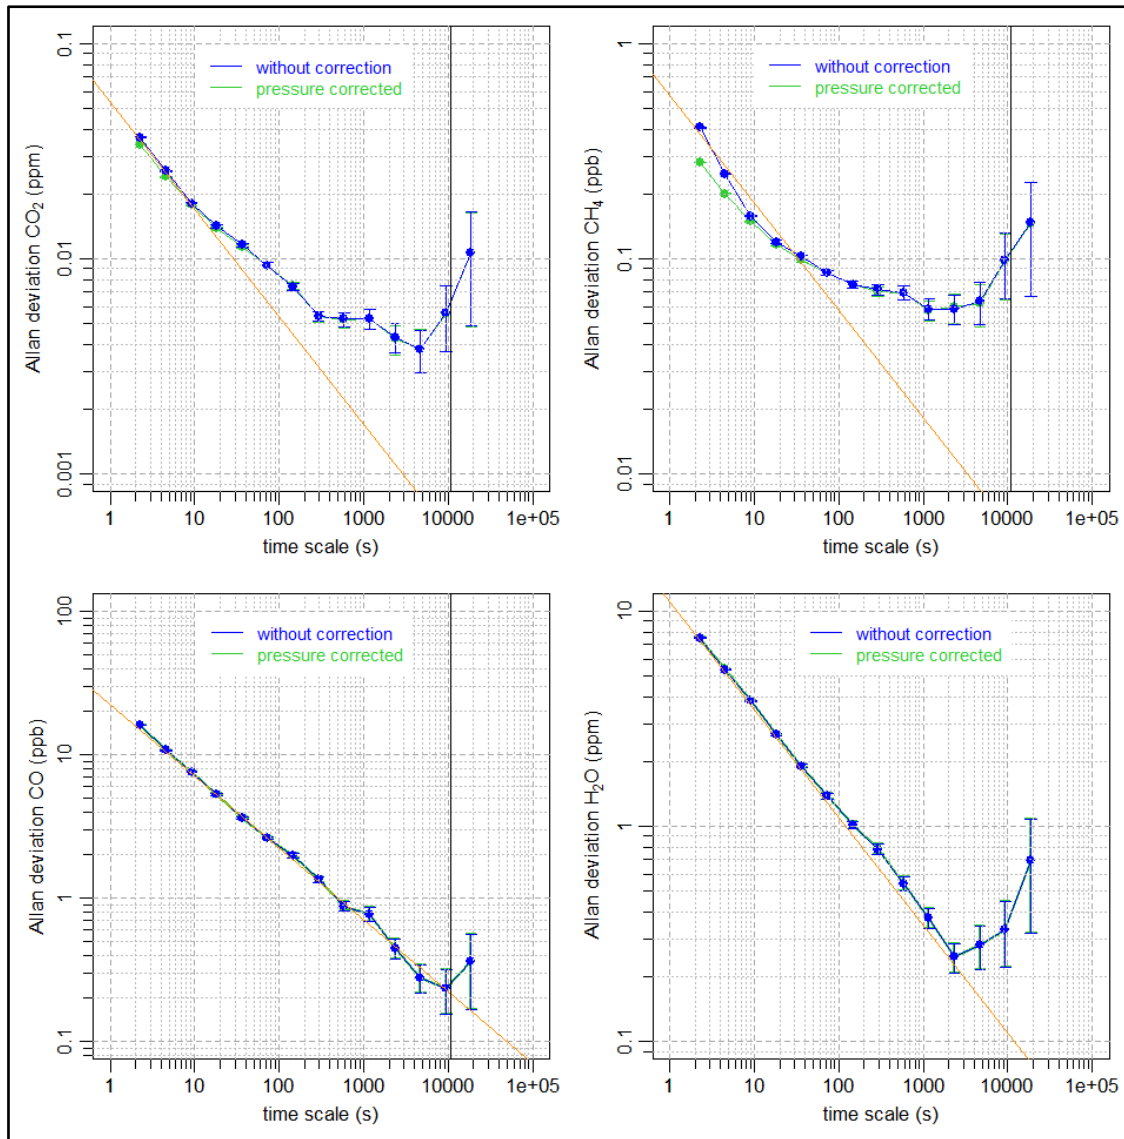 without correction
pressure corrected
Allan deviation CO₂ (ppm)
0.1
0.01
0.001
1 10 100 1000 10000 1e+05
time scale (s)
without correction
pressure corrected
Allan deviation CH₄ (ppb)
1
0.1
0.01
1 10 100 1000 10000 1e+05
time scale (s)
without correction
pressure corrected
Allan deviation CO (ppb)
100
10
1
0.1
1 10 100 1000 10000 1e+05
time scale (s)
without correction
pressure corrected
Allan deviation H₂O (ppm)
10
1
0.1
1 10 100 1000 10000 1e+05
time scale (s)